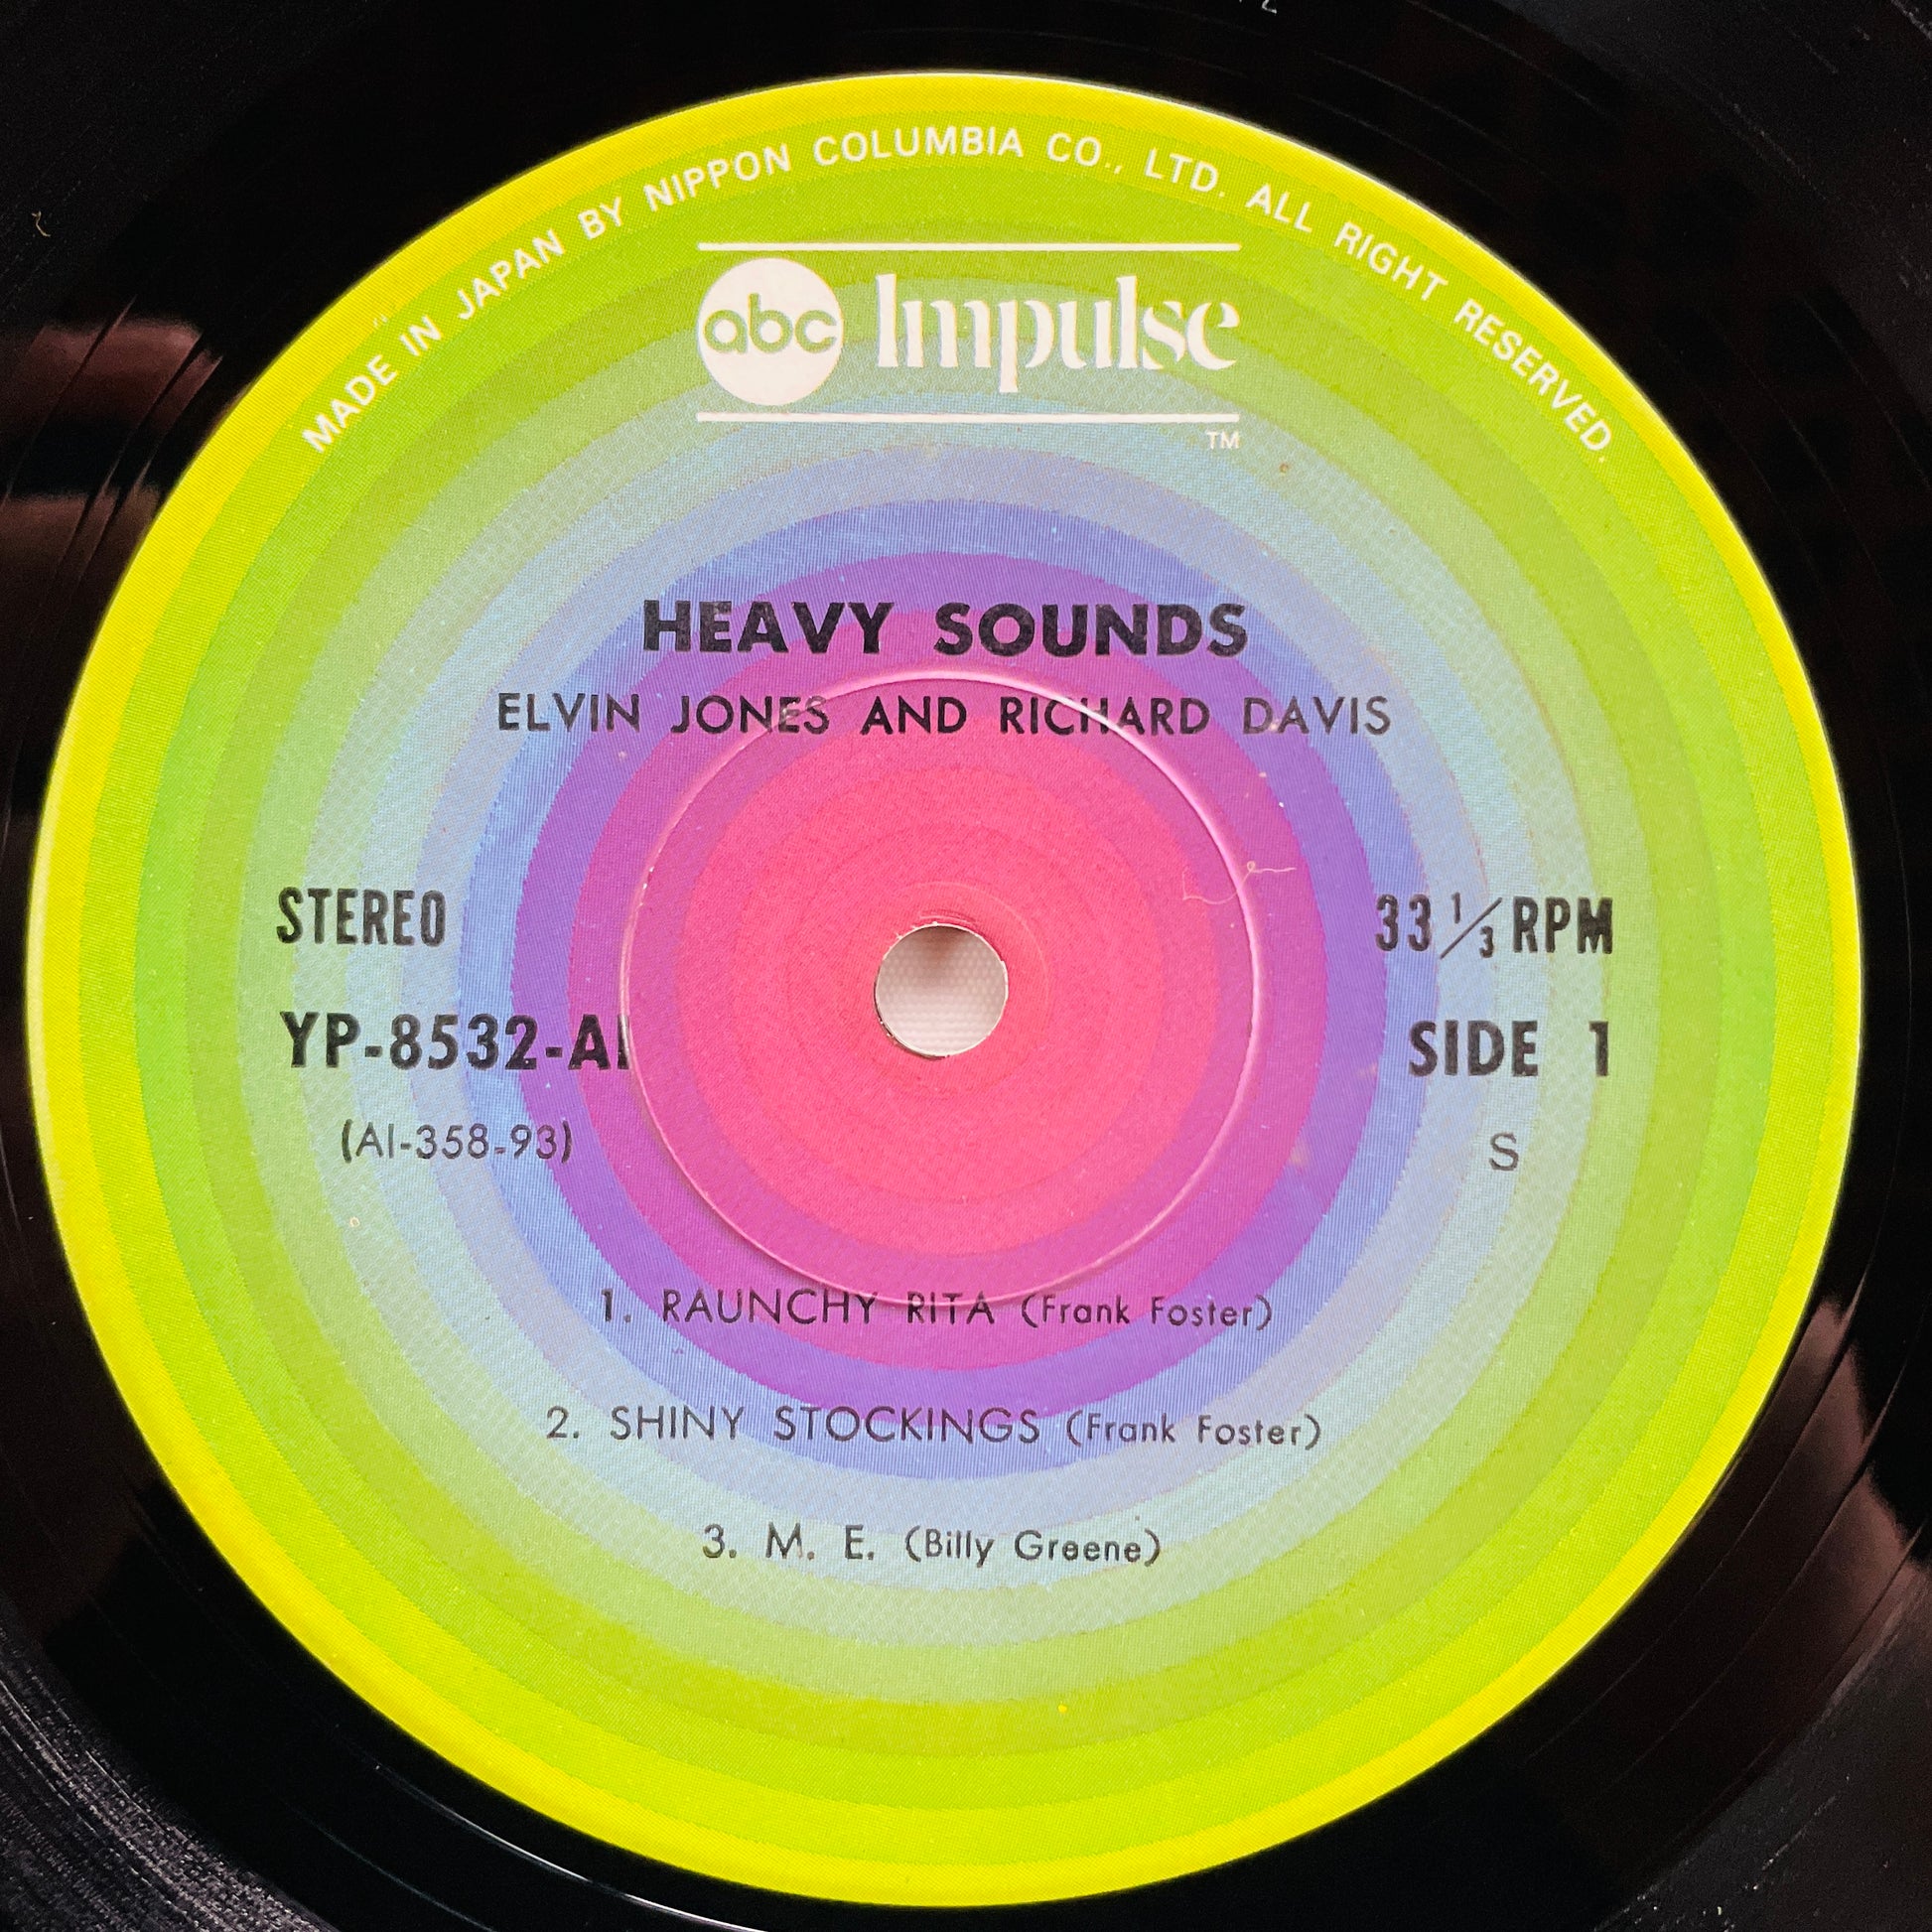 MADE IN JAPAN BY NIPPON COLUMBIA CO., LTD. ALL RIGHT RESERVED.
abc Impulse
TM
HEAVY SOUNDS
ELVIN JONES AND RICHARD DAVIS
STEREO
33 1/3 RPM
YP-8532-AI
SIDE 1
(AI-358-93)
S
1. RAUNCHY RITA (Frank Foster)
2. SHINY STOCKINGS (Frank Foster)
3. M. E. (Billy Greene)